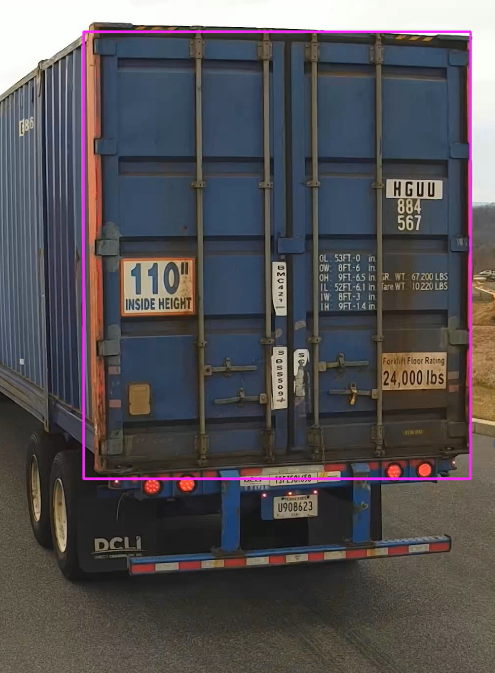 HGUU
884
567
110"
INSIDE HEIGHT
OL: 53FT-0 in.
OW: 8FT-6 in.
OH: 9FT-6.5 in.
IL: 52FT-6.1 in.
IW: 8FT-3 in.
IH: 9FT-1.4 in.
GR. WT. 67,200 LBS
Tare WT. 10,220 LBS
Forklift Floor Rating
24,000 lbs
U908623
DCLI